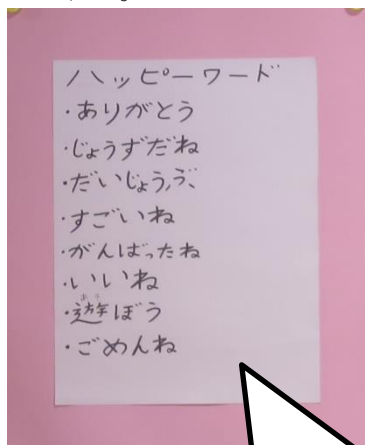 ハッピーワード
・ありがとう
・じょうずだね
・だいじょうぶ、
・すごいね
・がんばったね
・いいね
・遊ぼう
・ごめんね